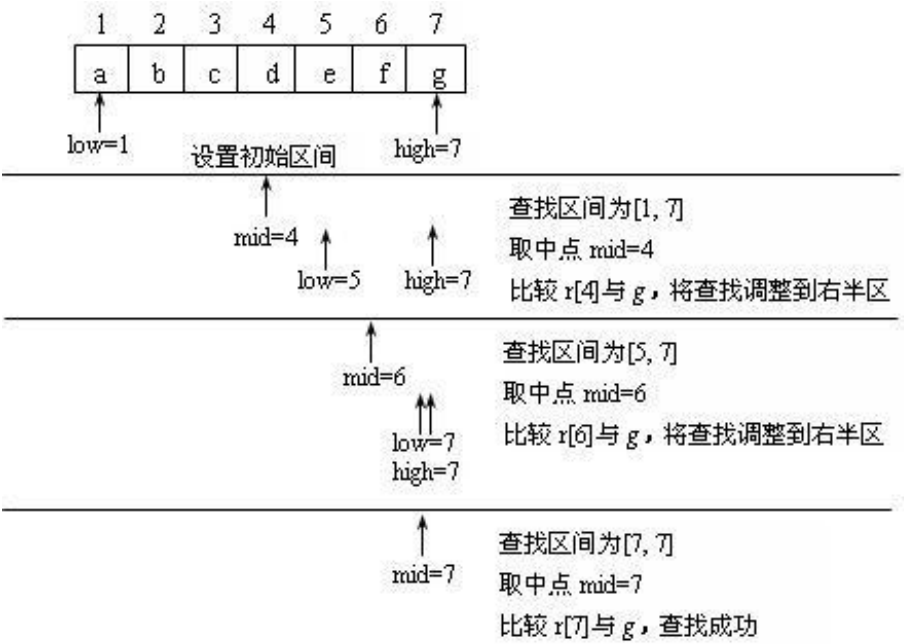 1 2 3 4 5 6 7
a b c d e f g
low=1 设置初始区间 high=7
查找区间为[1, 7]
mid=4 取中点 mid=4
low=5 high=7 比较 r[4]与 g，将查找调整到右半区
查找区间为[5, 7]
mid=6 取中点 mid=6
low=7 比较 r[6]与 g，将查找调整到右半区
high=7
查找区间为[7, 7]
mid=7 取中点 mid=7
比较 r[7]与 g，查找成功